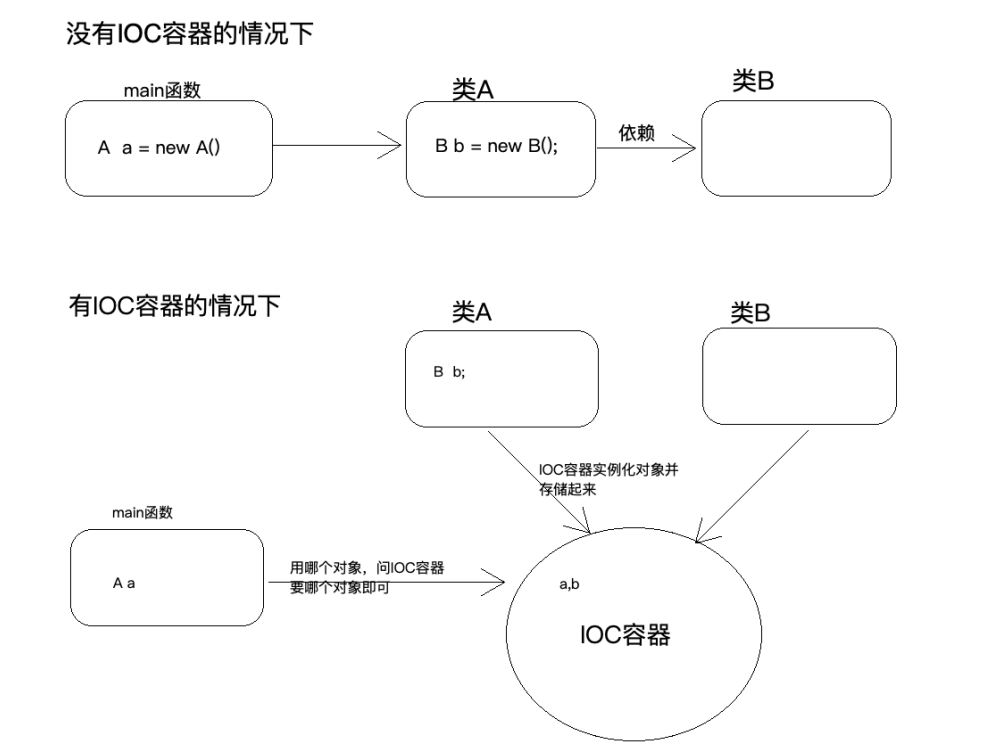 没有IOC容器的情况下
main函数
类A
类B
A a = new A()
B b = new B();
依赖
有IOC容器的情况下
类A
类B
B b;
IOC容器实例化对象并
存储起来
main函数
A a
用哪个对象，问IOC容器
要哪个对象即可
a,b
IOC容器